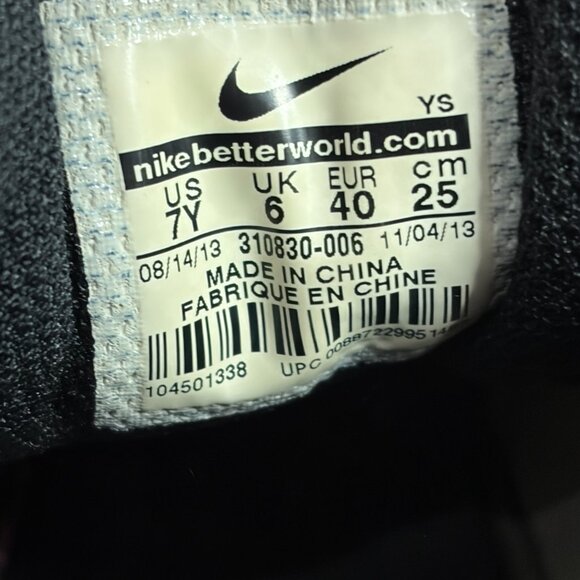 YS
nikebetterworld.com
US UK EUR cm
7Y 6 40 25
08/14/13 310830-006 11/04/13
MADE IN CHINA
FABRIQUE EN CHINE
104501338 UPC